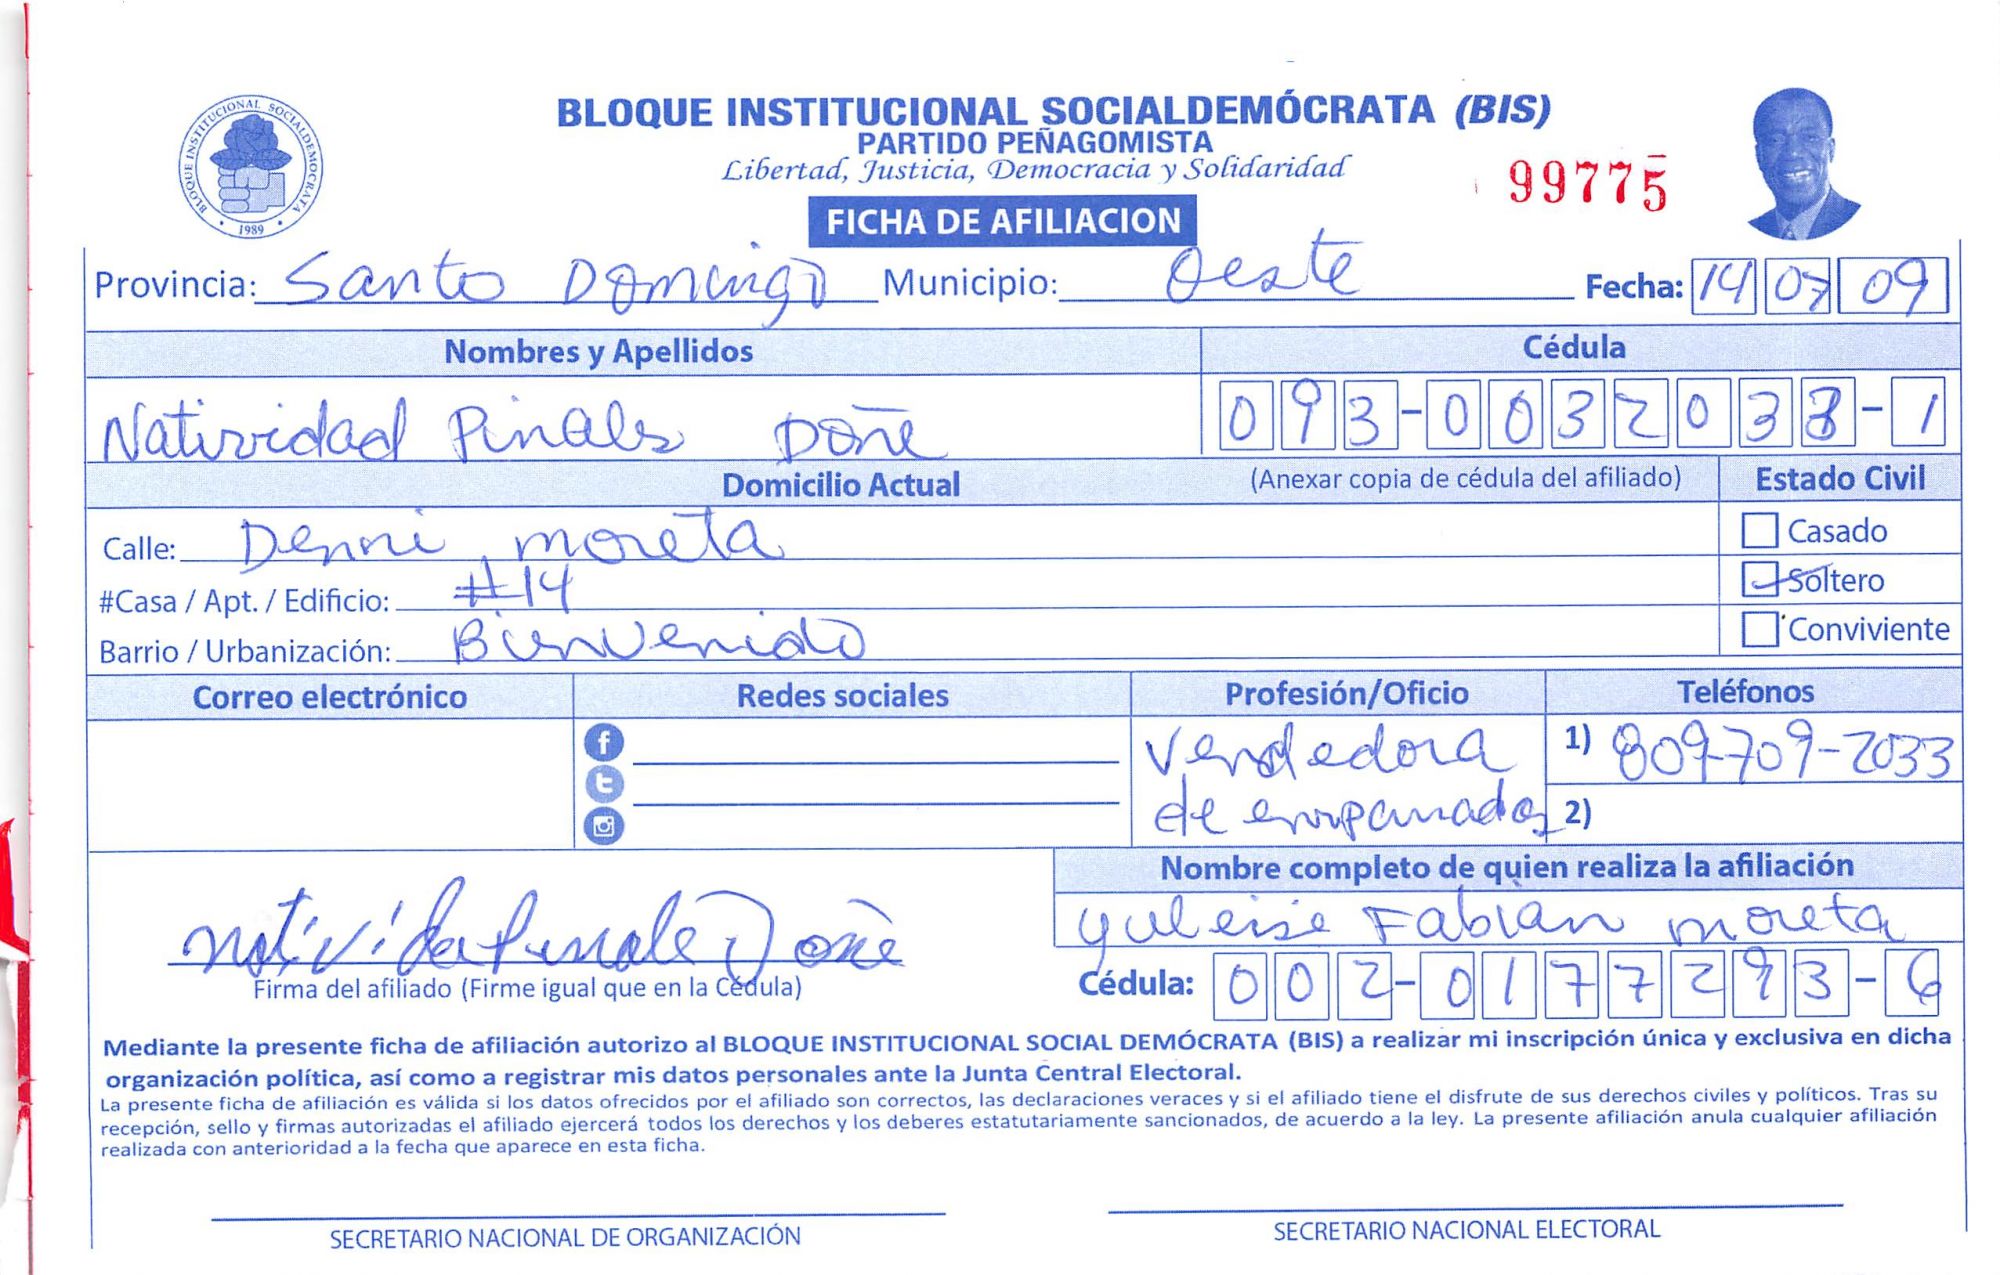 BLOQUE INSTITUCIONAL SOCIALDEMÓCRATA (BIS)
PARTIDO PEÑAGOMISTA
Libertad, Justicia, Democracia y Solidaridad
BLOQUE INSTITUCIONAL SOCIALDEMOCRATA
1989
99775
FICHA DE AFILIACION
Provincia: Santo Domingo Municipio: Oeste Fecha: 14 07 09
Nombres y Apellidos Cédula
Natividad Pinales Doñe 093-0032033-1
Domicilio Actual (Anexar copia de cédula del afiliado) Estado Civil
Calle: Denni moreta Casado
#Casa / Apt. / Edificio: #14 Soltero
Barrio / Urbanización: Bienvenido Conviviente
Correo electrónico Redes sociales Profesión/Oficio Teléfonos
Vendedora 1) 809-709-2033
de empanadas 2)
Nombre completo de quien realiza la afiliación
yuleise Fabian moreta
natividad Pinale Doñe
Firma del afiliado (Firme igual que en la Cédula) Cédula: 002-0177293-6
Mediante la presente ficha de afiliación autorizo al BLOQUE INSTITUCIONAL SOCIAL DEMÓCRATA (BIS) a realizar mi inscripción única y exclusiva en dicha
organización política, así como a registrar mis datos personales ante la Junta Central Electoral.
La presente ficha de afiliación es válida si los datos ofrecidos por el afiliado son correctos, las declaraciones veraces y si el afiliado tiene el disfrute de sus derechos civiles y políticos. Tras su
recepción, sello y firmas autorizadas el afiliado ejercerá todos los derechos y los deberes estatutariamente sancionados, de acuerdo a la ley. La presente afiliación anula cualquier afiliación
realizada con anterioridad a la fecha que aparece en esta ficha.
SECRETARIO NACIONAL DE ORGANIZACIÓN SECRETARIO NACIONAL ELECTORAL